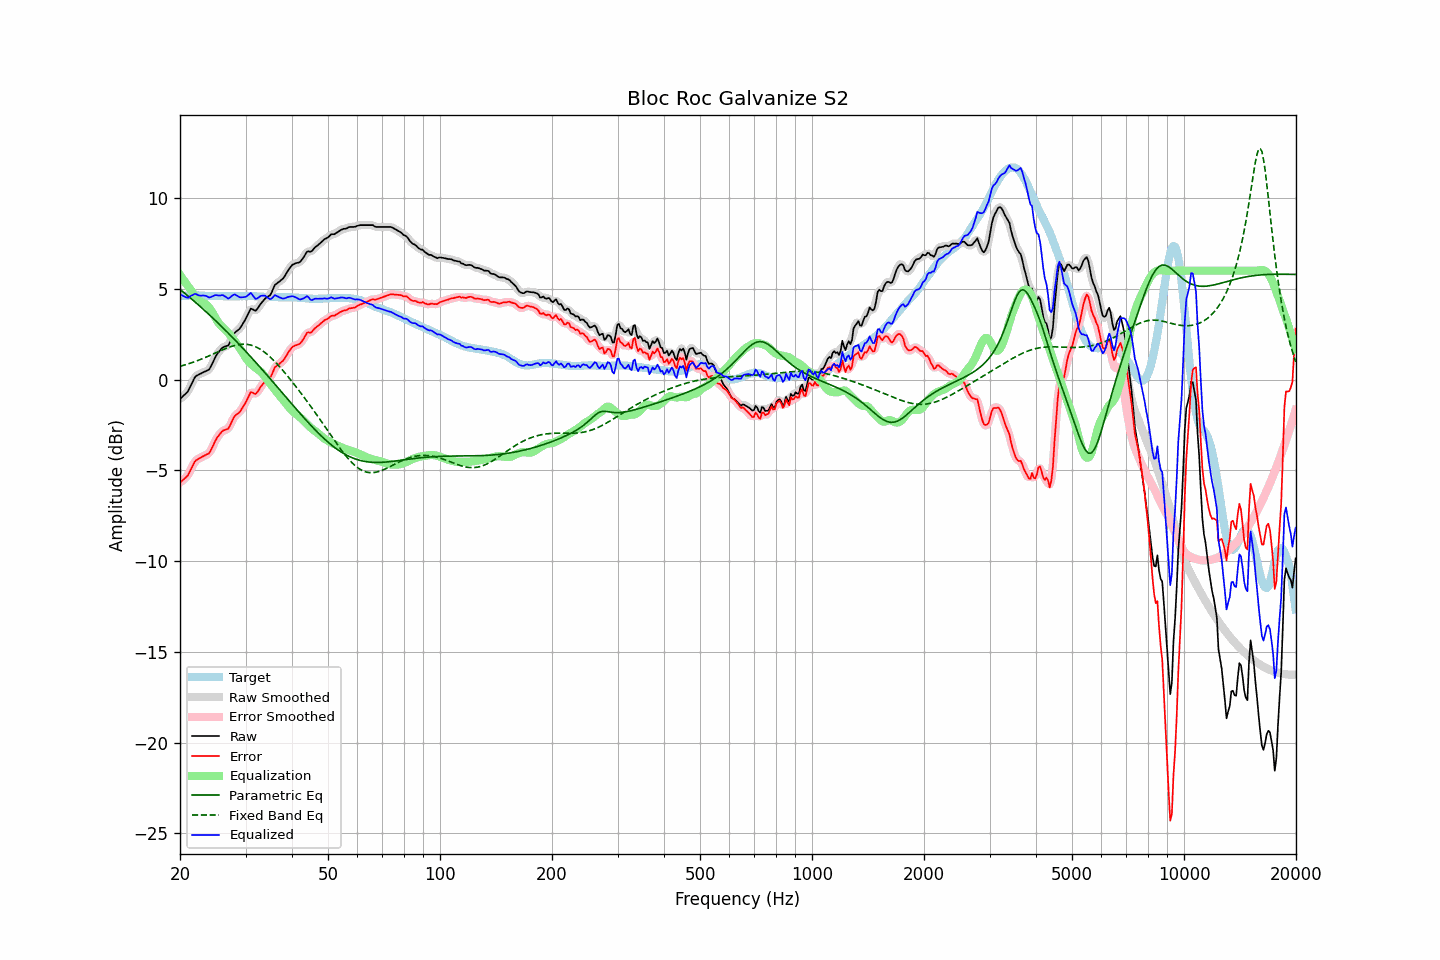 Bloc Roc Galvanize S2
Amplitude (dBr)
10
5
0
−5
−10
−15
−20
−25
Target
Raw Smoothed
Error Smoothed
Raw
Error
Equalization
Parametric Eq
Fixed Band Eq
Equalized
20 50 100 200 500 1000 2000 5000 10000 20000
Frequency (Hz)